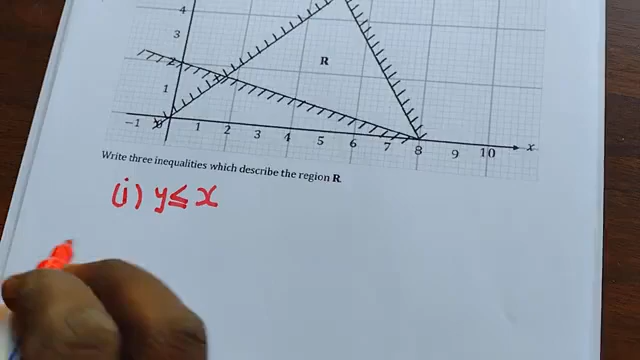 4
3
2
R
1
-1 0 1 2 3 4 5 6 7 8 9 10 x
Write three inequalities which describe the region R.
(i) y ≤ x